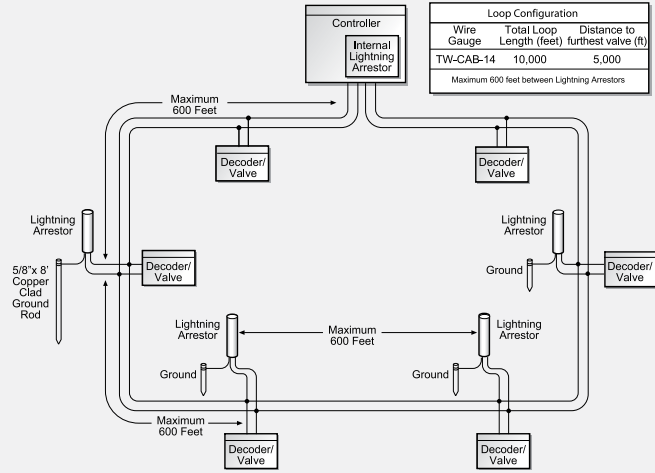 Controller
Internal
Lightning
Arrestor
Loop Configuration
Wire Gauge Total Loop Length (feet) Distance to furthest valve (ft)
TW-CAB-14 10,000 5,000
Maximum 600 feet between Lightning Arrestors
Maximum
600 Feet
Decoder/
Valve
Decoder/
Valve
Lightning
Arrestor
5/8"x 8'
Copper
Clad
Ground
Rod
Decoder/
Valve
Lightning
Arrestor
Ground
Decoder/
Valve
Lightning
Arrestor
Ground
Maximum
600 Feet
Lightning
Arrestor
Ground
Maximum
600 Feet
Decoder/
Valve
Decoder/
Valve